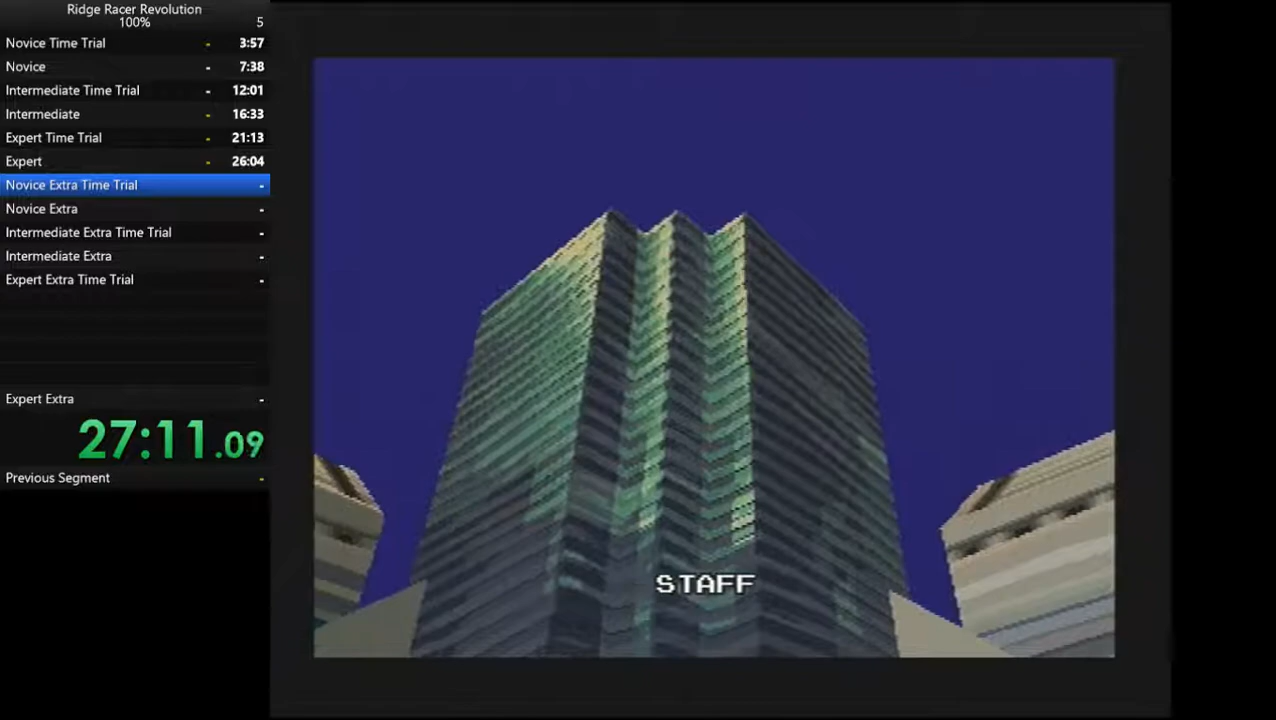 Ridge Racer Revolution
100% 5
Novice Time Trial - 3:57
Novice - 7:38
Intermediate Time Trial - 12:01
Intermediate - 16:33
Expert Time Trial - 21:13
Expert - 26:04
Novice Extra Time Trial -
Novice Extra -
Intermediate Extra Time Trial -
Intermediate Extra -
Expert Extra Time Trial -
Expert Extra -
27:11.09
Previous Segment -
STAFF